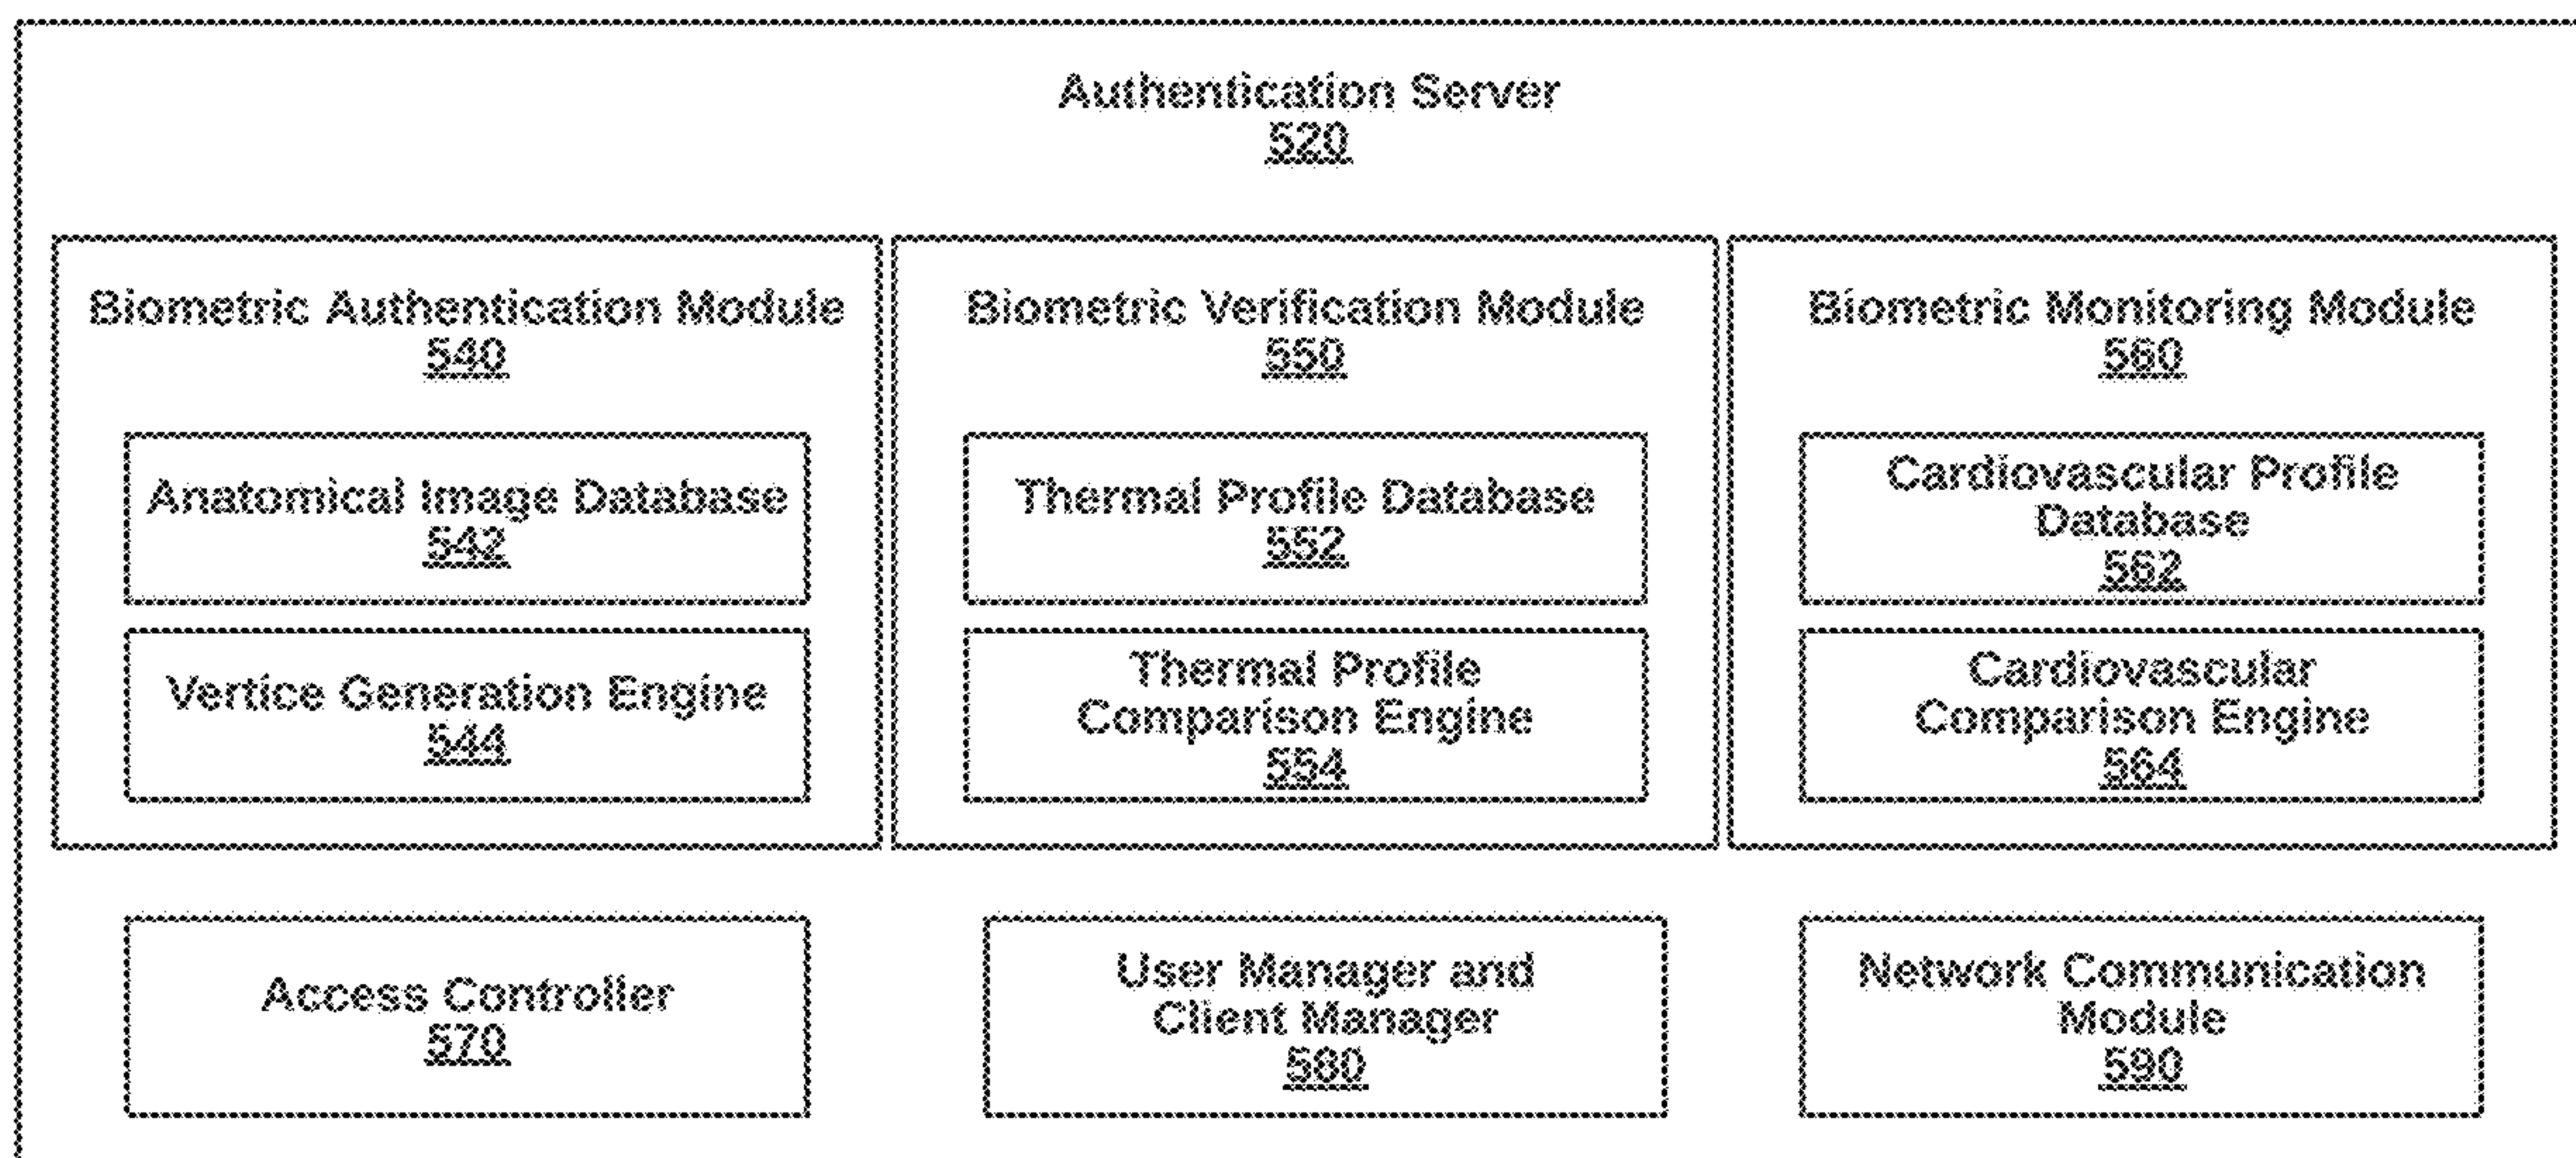 Authentication Server
520
Biometric Authentication Module
540
Anatomical Image Database
542
Vertice Generation Engine
544
Biometric Verification Module
550
Thermal Profile Database
552
Thermal Profile
Comparison Engine
554
Biometric Monitoring Module
560
Cardiovascular Profile
Database
562
Cardiovascular
Comparison Engine
564
Access Controller
570
User Manager and
Client Manager
580
Network Communication
Module
590